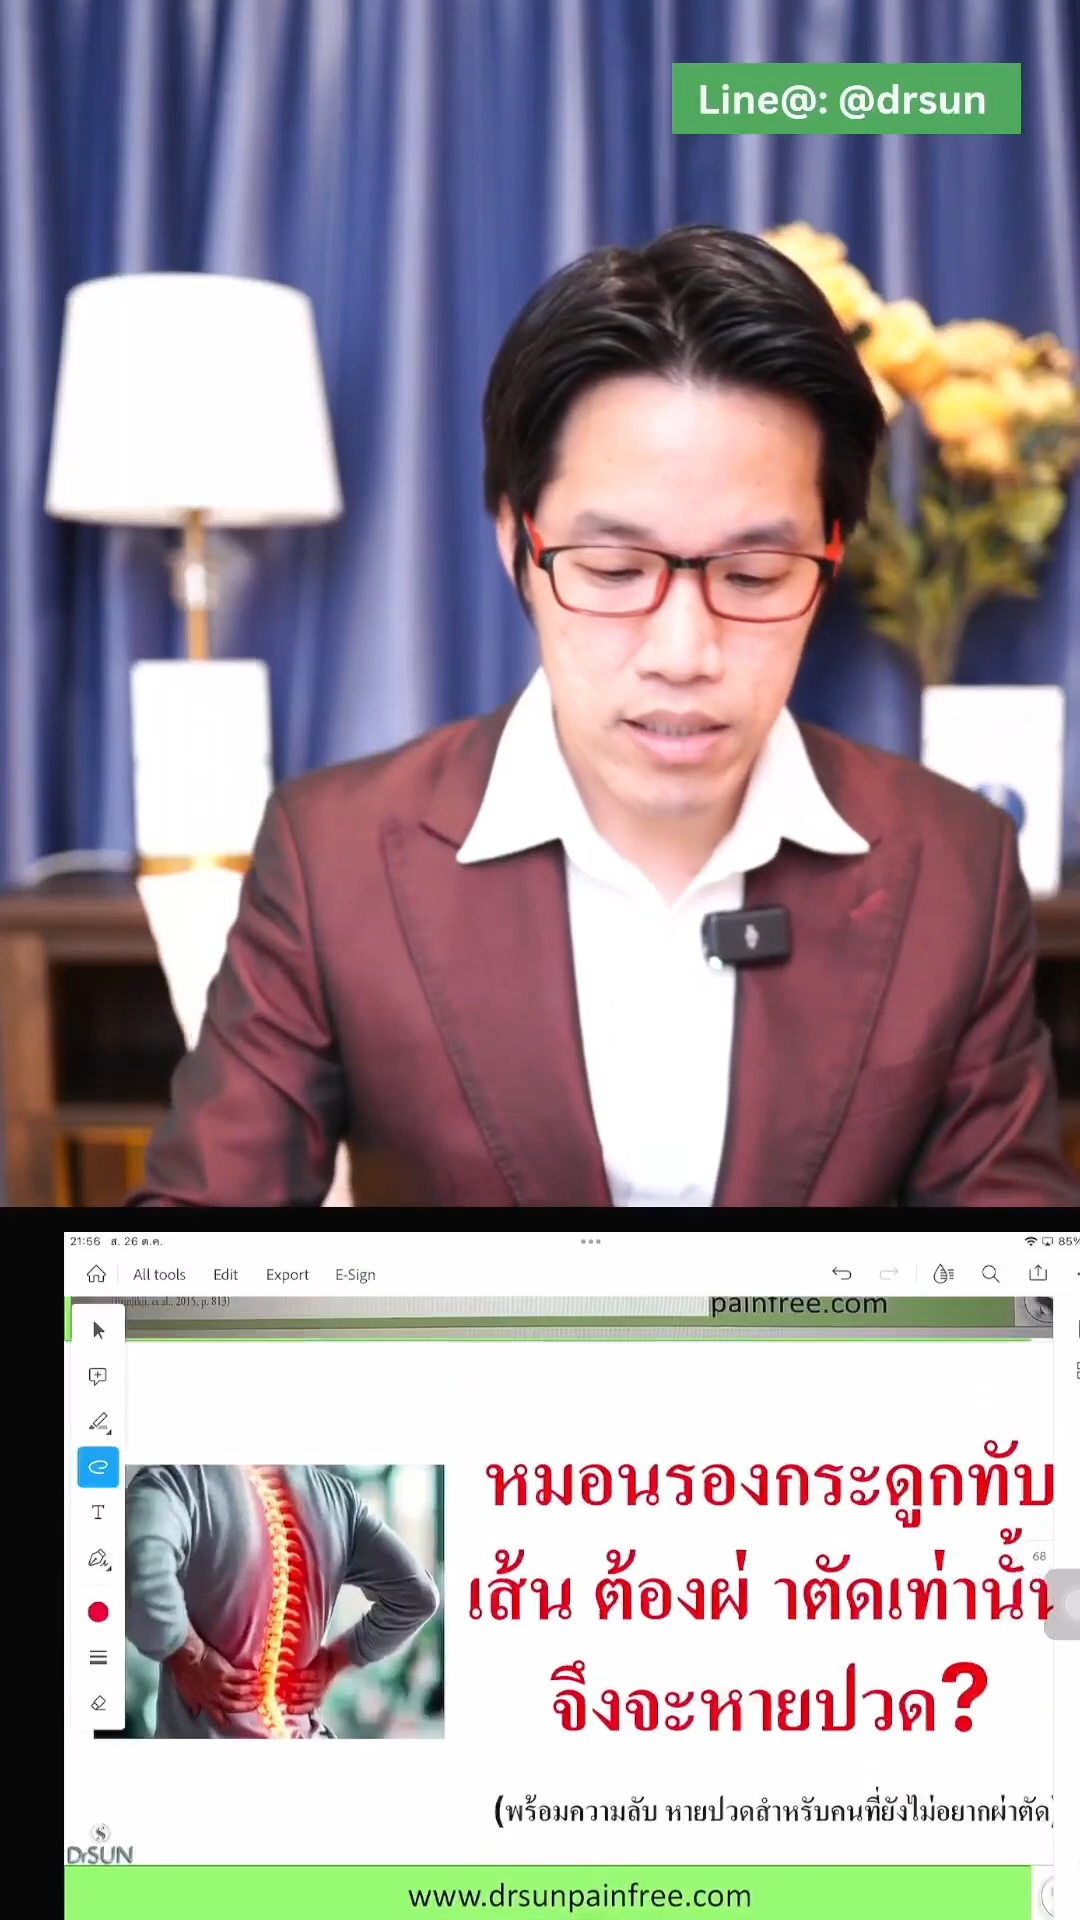 Line@: @drsun
21:56 ส. 26 ต.ค.
85%
All tools Edit Export E-Sign
et al., 2015, p. 813)
painfree.com
T
หมอนรองกระดูกทับ
เส้น ต้องผ่ าตัดเท่านั้น
68
จึงจะหายปวด?
(พร้อมความลับ หายปวดสำหรับคนที่ยังไม่อยากผ่าตัด)
DrSUN
www.drsunpainfree.com